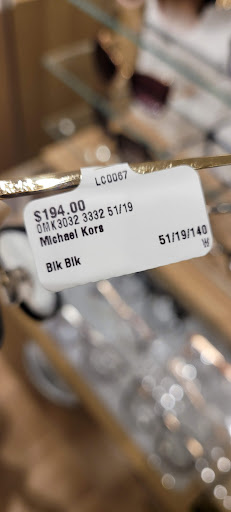 LC0067
$194.00
0MK3032 3332 51/19
Michael Kors
51/19/140
W
Blk Blk